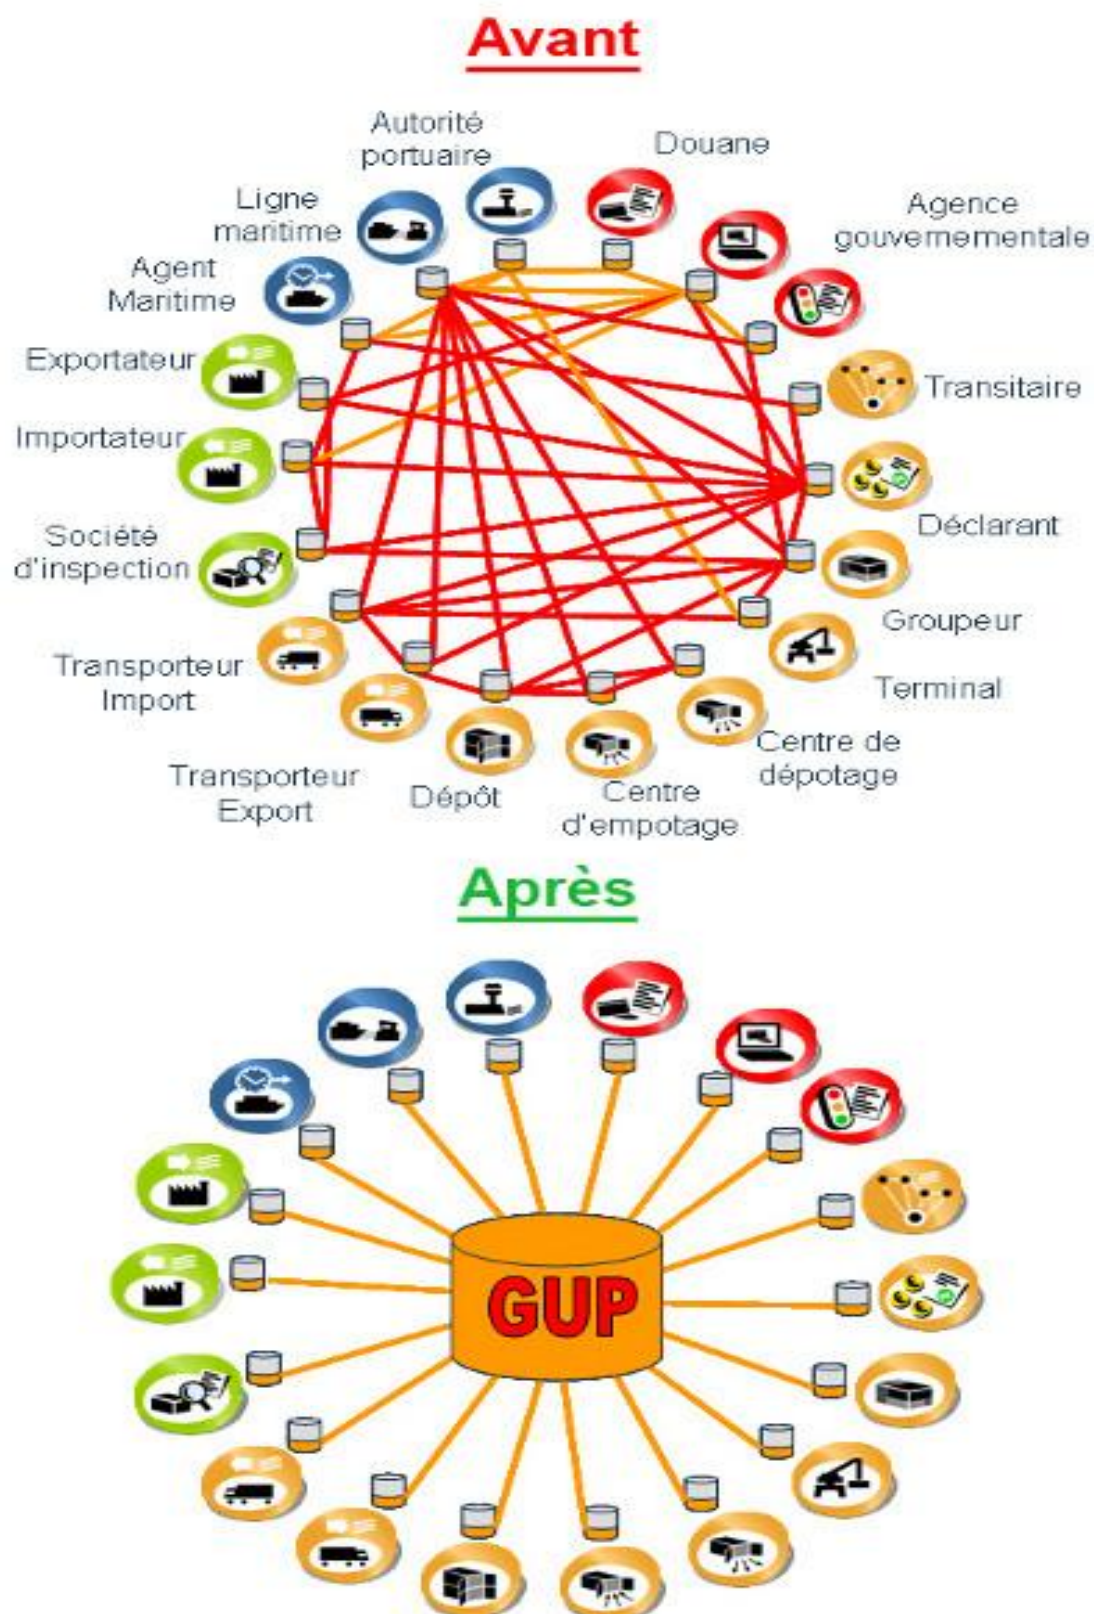 Avant
Autorité
portuaire
Douane
Ligne
maritime
Agence
gouvernementale
Agent
Maritime
Exportateur
Transitaire
Importateur
Déclarant
Société
d'inspection
Groupeur
Transporteur
Import
Terminal
Centre de
dépotage
Transporteur
Export
Dépôt
Centre
d'empotage
Après
GUP